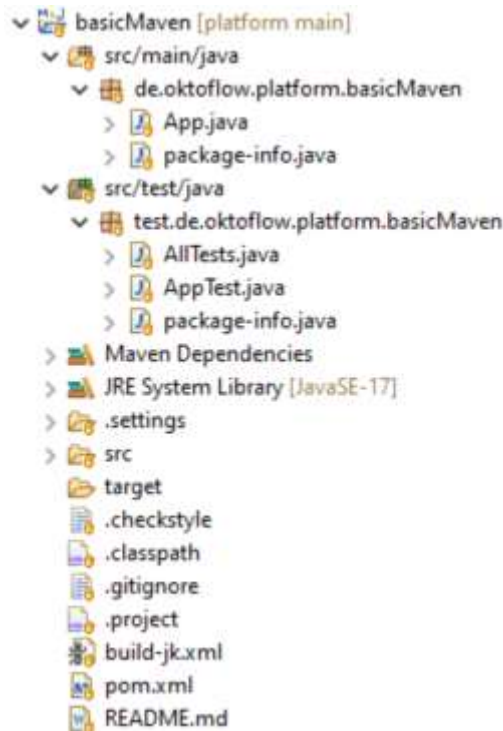 basicMaven [platform main]
src/main/java
de.oktoflow.platform.basicMaven
App.java
package-info.java
src/test/java
test.de.oktoflow.platform.basicMaven
AllTests.java
AppTest.java
package-info.java
Maven Dependencies
JRE System Library [JavaSE-17]
.settings
src
target
.checkstyle
.classpath
.gitignore
.project
build-jk.xml
pom.xml
README.md